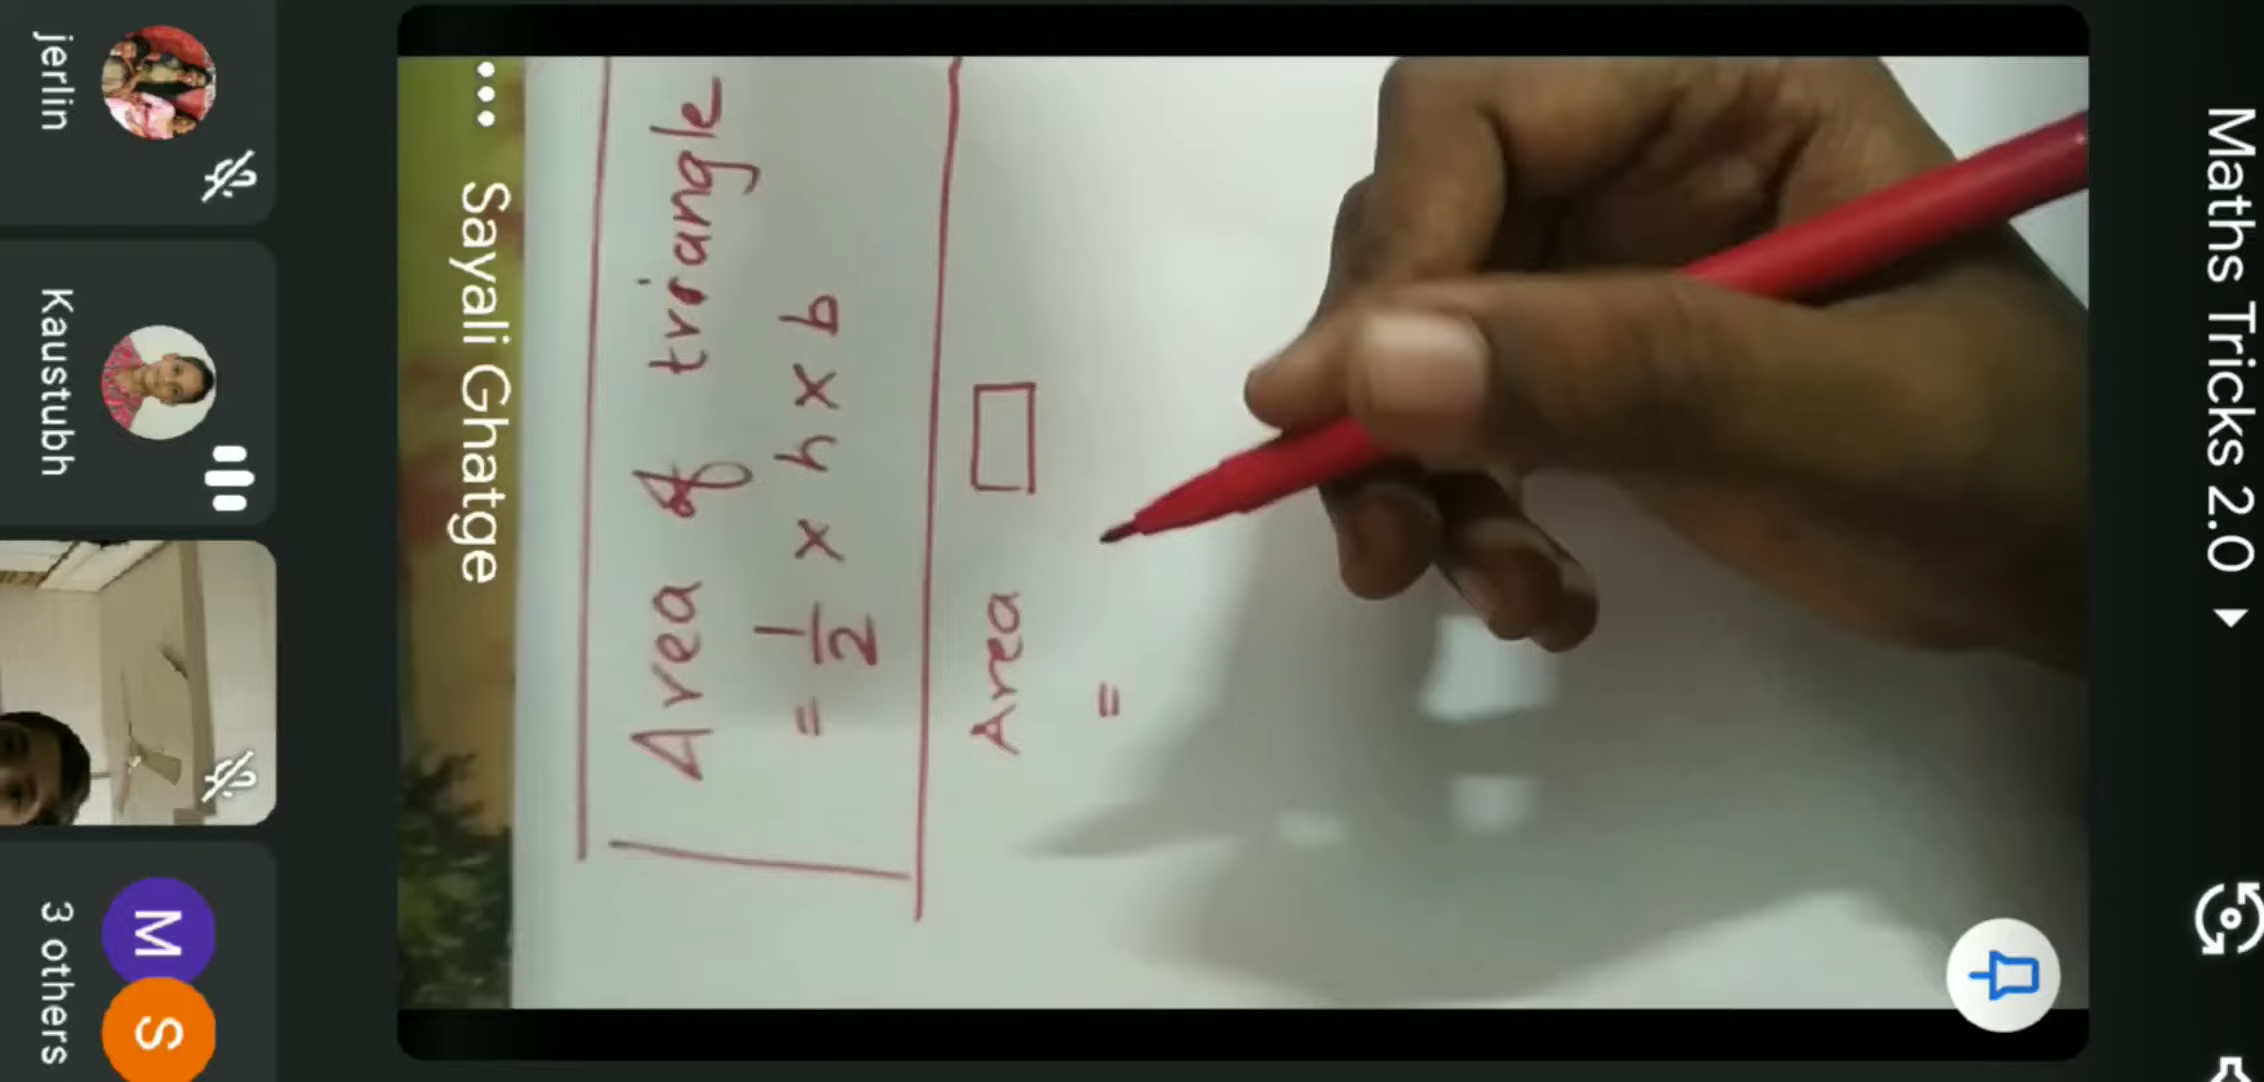 Maths Tricks 2.0
Sayali Ghatge
Area of triangle
= 1/2 x h x b
Area
=
jerlin
Kaustubh
M
S
3 others